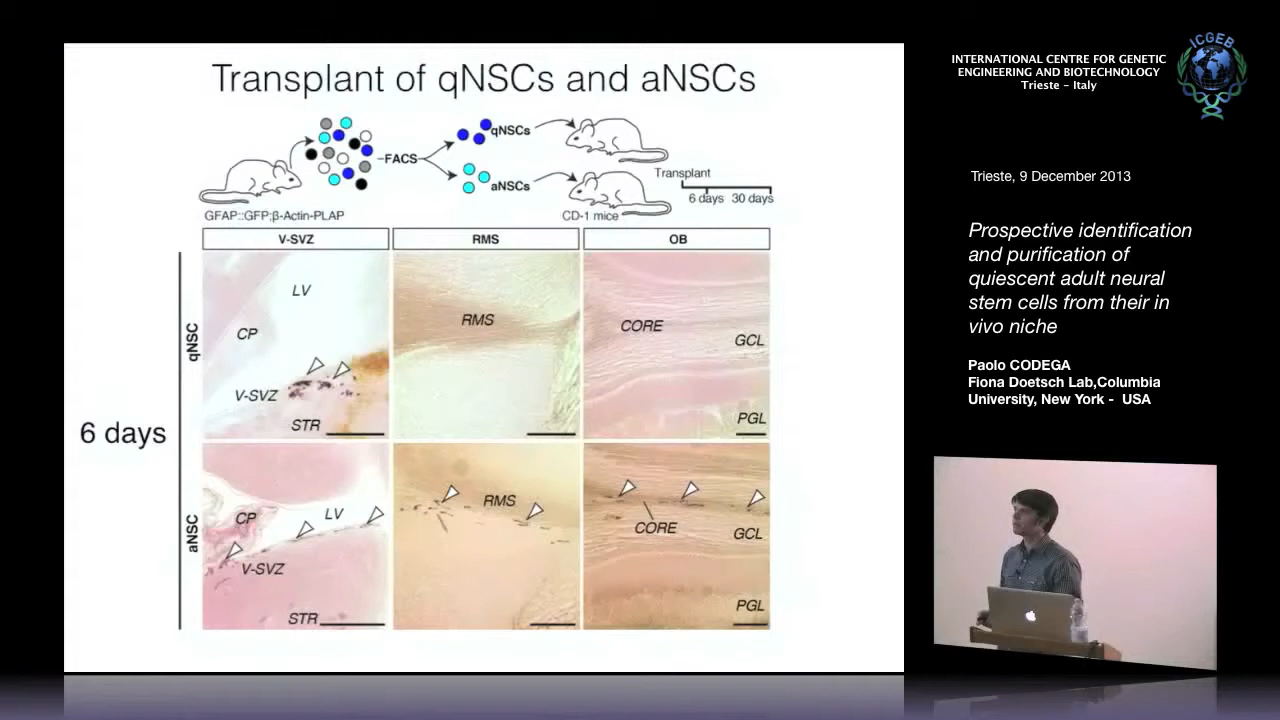 Transplant of qNSCs and aNSCs
FACS
qNSCs
aNSCs
Transplant
6 days 30 days
GFAP::GFP;β-Actin-PLAP
CD-1 mice
V-SVZ
RMS
OB
6 days
qNSC
LV
CP
V-SVZ
STR
RMS
CORE
GCL
PGL
aNSC
CP
LV
V-SVZ
STR
RMS
CORE
GCL
PGL
ICGEB
INTERNATIONAL CENTRE FOR GENETIC
ENGINEERING AND BIOTECHNOLOGY
Trieste - Italy
Trieste, 9 December 2013
Prospective identification
and purification of
quiescent adult neural
stem cells from their in
vivo niche
Paolo CODEGA
Fiona Doetsch Lab,Columbia
University, New York - USA